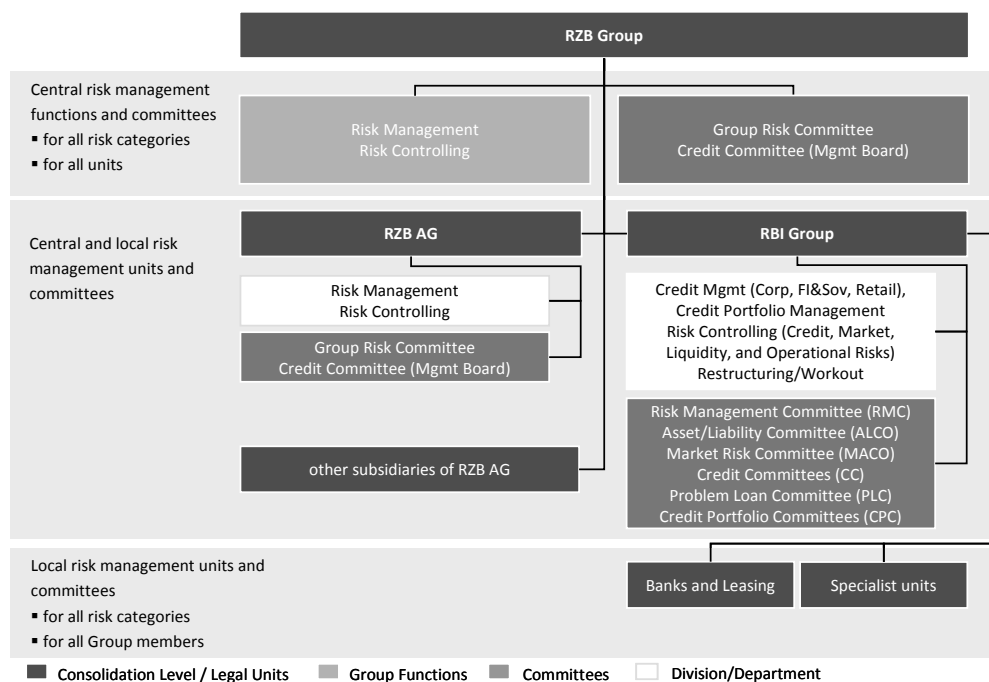 RZB Group
Central risk management
functions and committees
▪ for all risk categories
▪ for all units
Risk Management
Risk Controlling
Group Risk Committee
Credit Committee (Mgmt Board)
Central and local risk
management units and
committees
RZB AG
Risk Management
Risk Controlling
Group Risk Committee
Credit Committee (Mgmt Board)
other subsidiaries of RZB AG
RBI Group
Credit Mgmt (Corp, FI&Sov, Retail),
Credit Portfolio Management
Risk Controlling (Credit, Market,
Liquidity, and Operational Risks)
Restructuring/Workout
Risk Management Committee (RMC)
Asset/Liability Committee (ALCO)
Market Risk Committee (MACO)
Credit Committees (CC)
Problem Loan Committee (PLC)
Credit Portfolio Committees (CPC)
Local risk management units and
committees
▪ for all risk categories
▪ for all Group members
Banks and Leasing
Specialist units
Consolidation Level / Legal Units
Group Functions
Committees
Division/Department